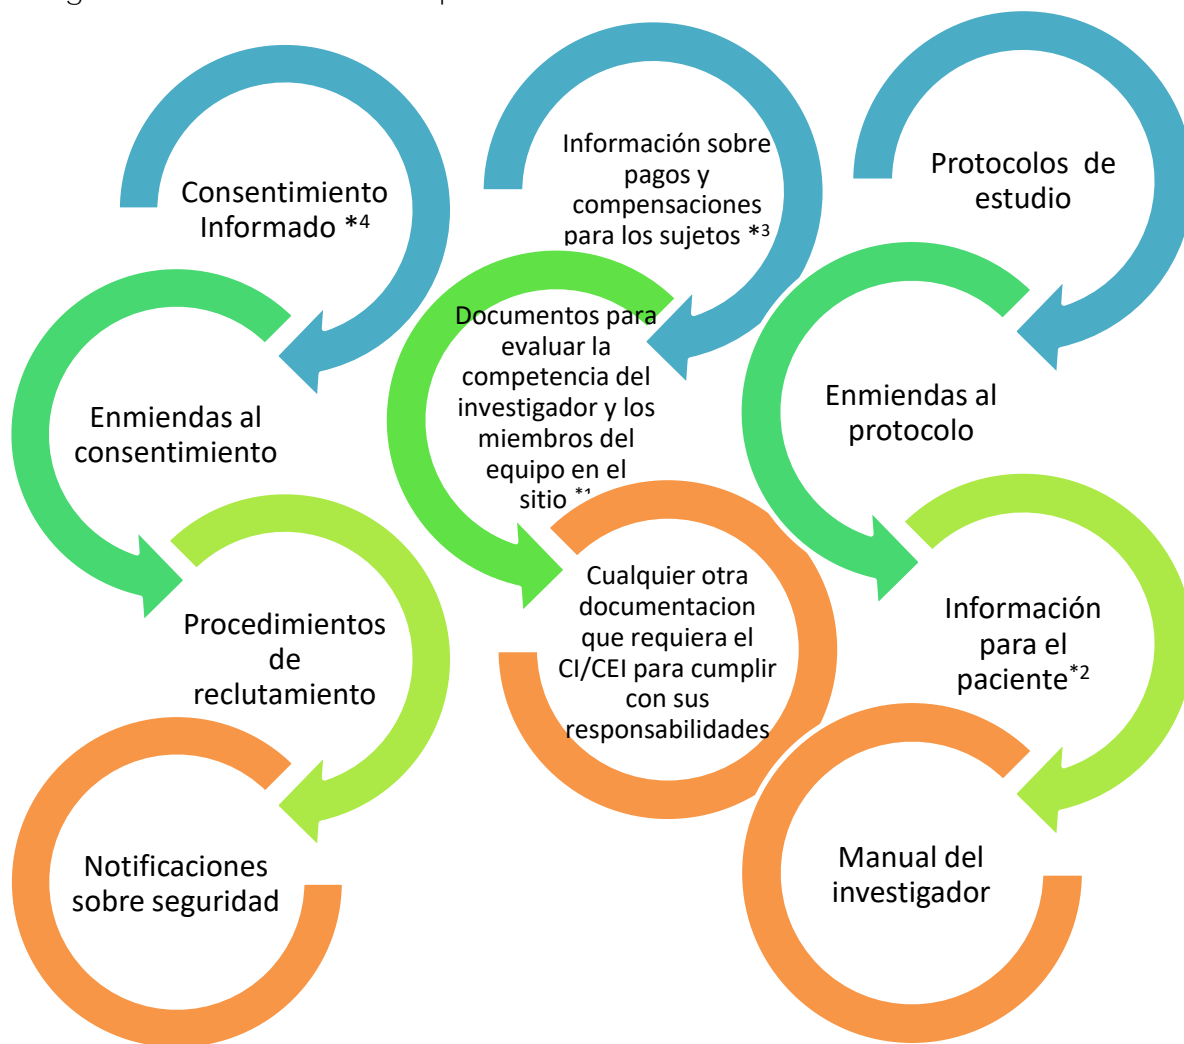 Consentimiento
Informado *4
Enmiendas al
consentimiento
Procedimientos
de
reclutamiento
Notificaciones
sobre seguridad
Información sobre
pagos y
compensaciones
para los sujetos *3
Documentos para
evaluar la
competencia del
investigador y los
miembros del
equipo en el
sitio *1
Cualquier otra
documentacion
que requiera el
CI/CEI para cumplir
con sus
responsabilidades
Protocolos de
estudio
Enmiendas al
protocolo
Información
para el
paciente*2
Manual del
investigador